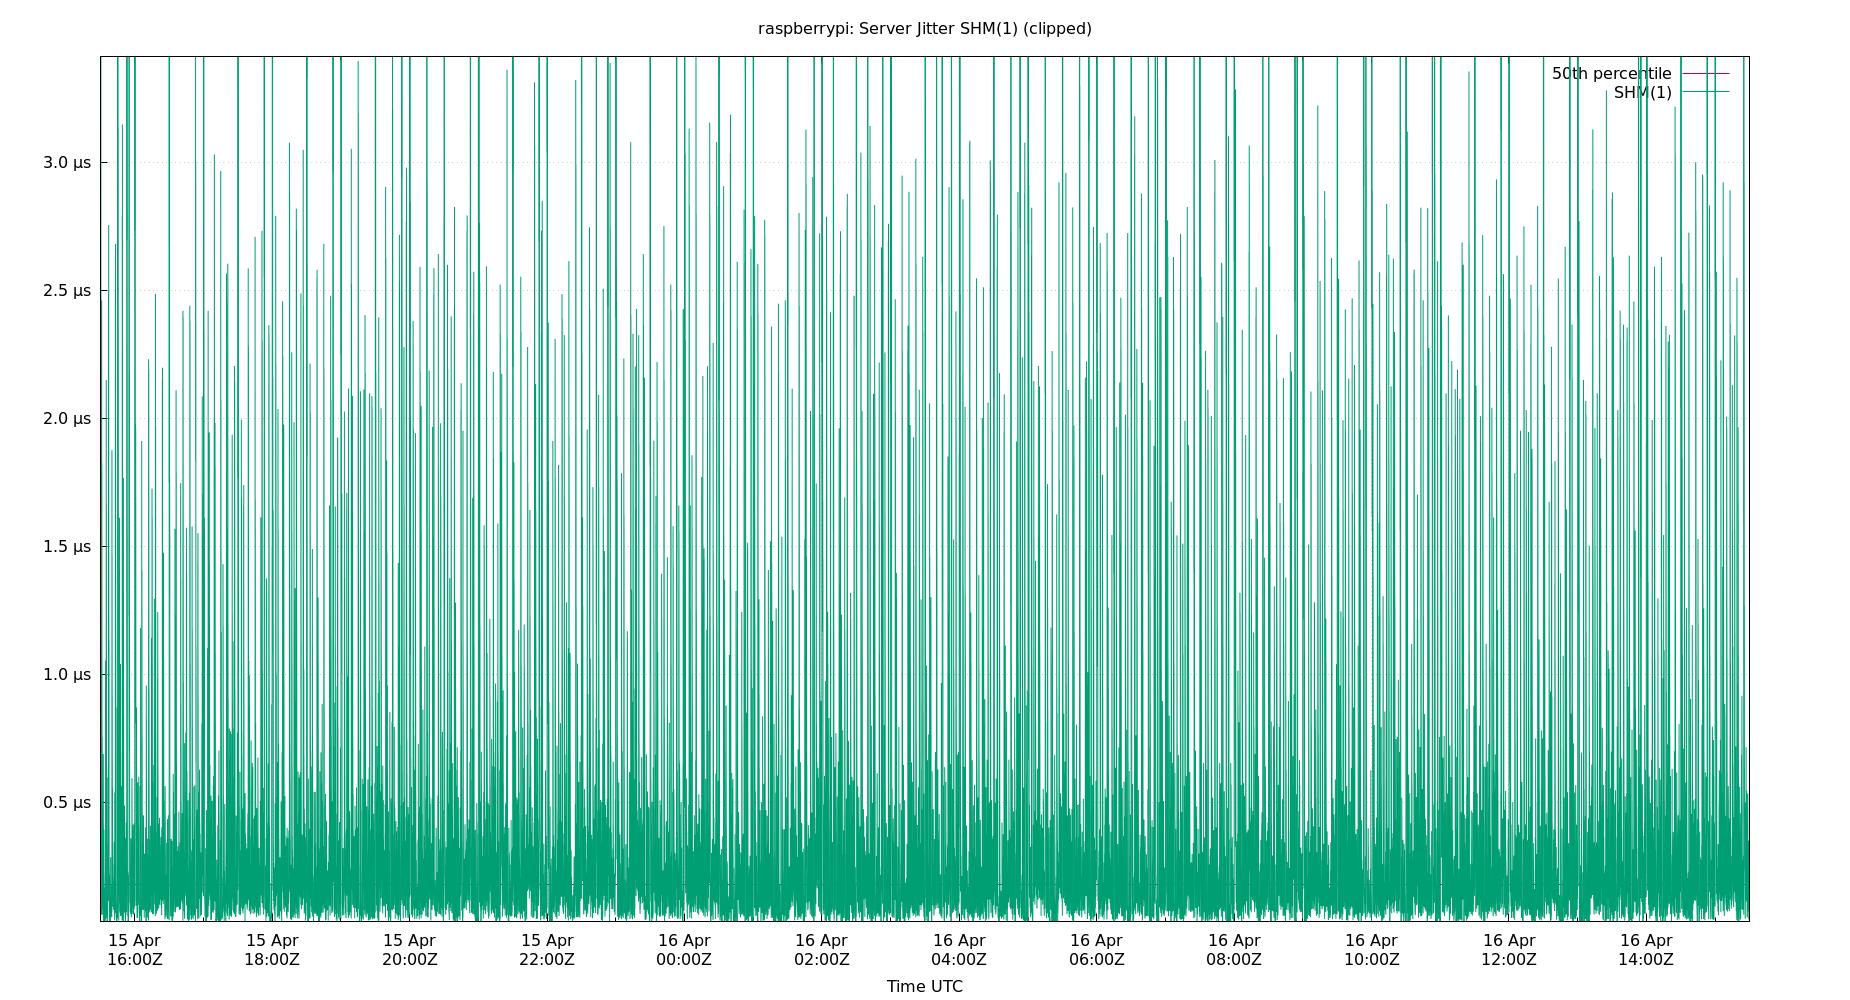 raspberrypi: Server Jitter SHM(1) (clipped)
50th percentile
SHM(1)
3.0 µs
2.5 µs
2.0 µs
1.5 µs
1.0 µs
0.5 µs
15 Apr 15 Apr 15 Apr 15 Apr 16 Apr 16 Apr 16 Apr 16 Apr 16 Apr 16 Apr 16 Apr 16 Apr
16:00Z 18:00Z 20:00Z 22:00Z 00:00Z 02:00Z 04:00Z 06:00Z 08:00Z 10:00Z 12:00Z 14:00Z
Time UTC